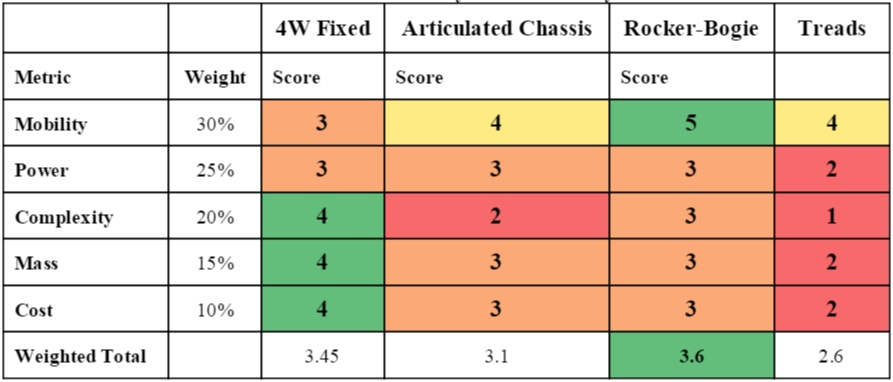 4W Fixed Articulated Chassis Rocker-Bogie Treads
Metric Weight Score Score Score
Mobility 30% 3 4 5 4
Power 25% 3 3 3 2
Complexity 20% 4 2 3 1
Mass 15% 4 3 3 2
Cost 10% 4 3 3 2
Weighted Total 3.45 3.1 3.6 2.6